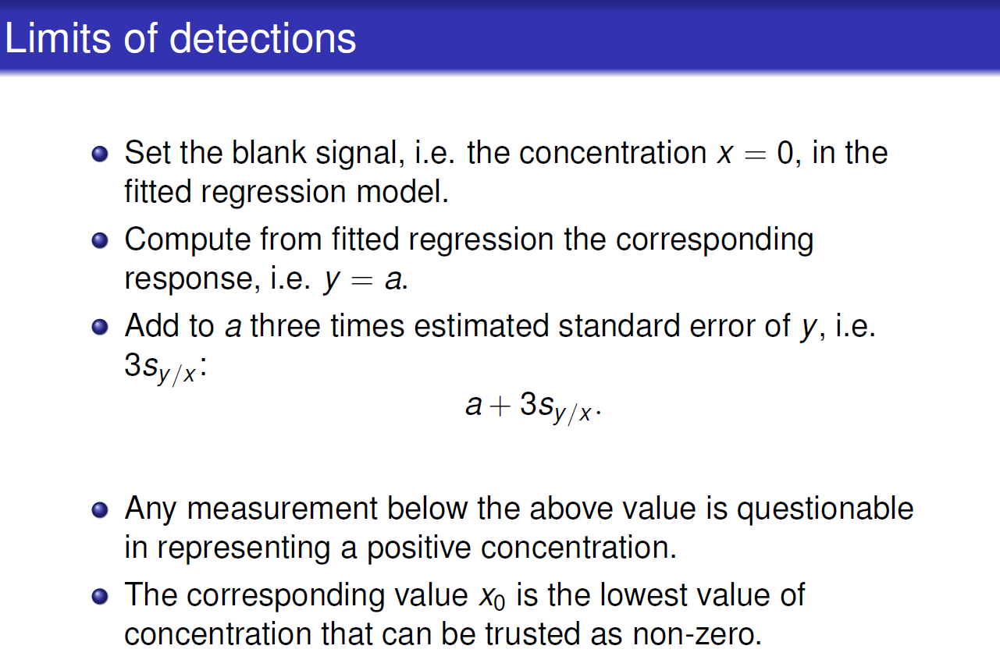 Limits of detections
Set the blank signal, i.e. the concentration x = 0, in the
fitted regression model.
Compute from fitted regression the corresponding
response, i.e. y = a.
Add to a three times estimated standard error of y, i.e.
3s_{y/x}:
a + 3s_{y/x}.
Any measurement below the above value is questionable
in representing a positive concentration.
The corresponding value x₀ is the lowest value of
concentration that can be trusted as non-zero.